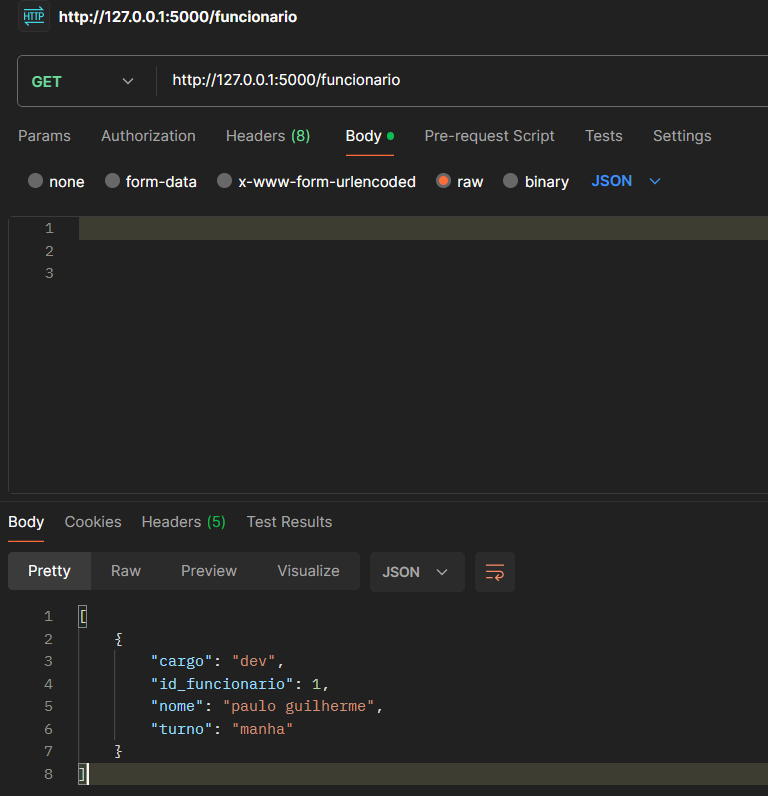 HTTP http://127.0.0.1:5000/funcionario
GET http://127.0.0.1:5000/funcionario
Params Authorization Headers (8) Body Pre-request Script Tests Settings
none form-data x-www-form-urlencoded raw binary JSON
1
2
3
Body Cookies Headers (5) Test Results
Pretty Raw Preview Visualize JSON
1 [
2 {
3 "cargo": "dev",
4 "id_funcionario": 1,
5 "nome": "paulo guilherme",
6 "turno": "manha"
7 }
8 ]